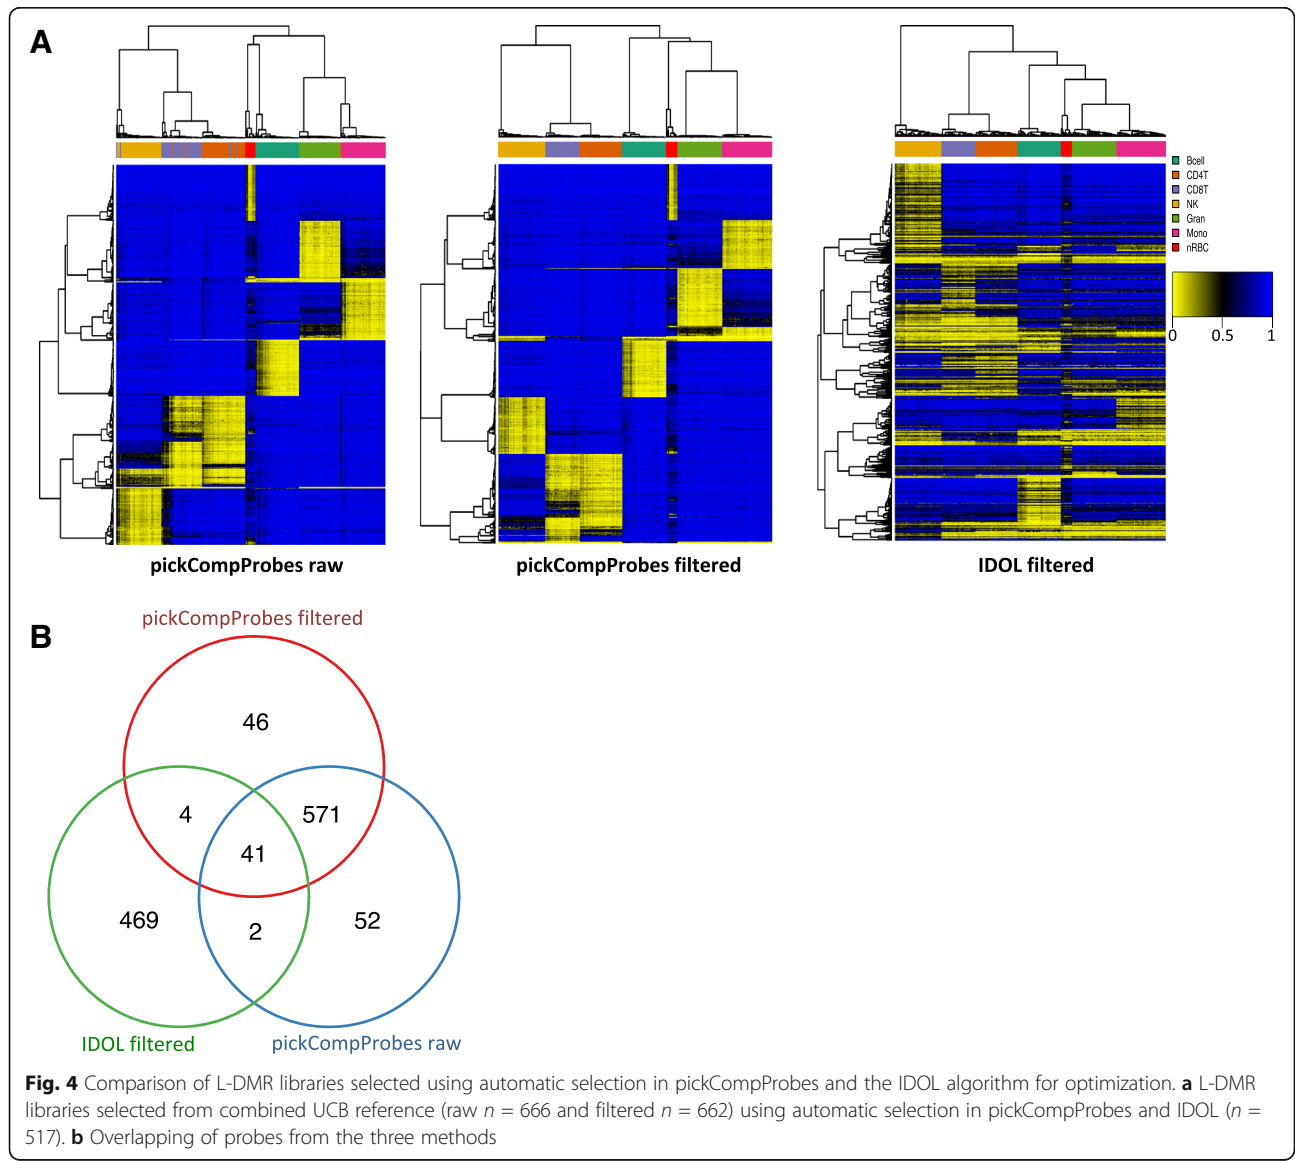 A
Bcell
CD4T
CD8T
NK
Gran
Mono
nRBC
0 0.5 1
pickCompProbes raw
pickCompProbes filtered
IDOL filtered
B
pickCompProbes filtered
46
4
571
41
469
2
52
IDOL filtered
pickCompProbes raw
Fig. 4 Comparison of L-DMR libraries selected using automatic selection in pickCompProbes and the IDOL algorithm for optimization. a L-DMR
libraries selected from combined UCB reference (raw n = 666 and filtered n = 662) using automatic selection in pickCompProbes and IDOL (n =
517). b Overlapping of probes from the three methods